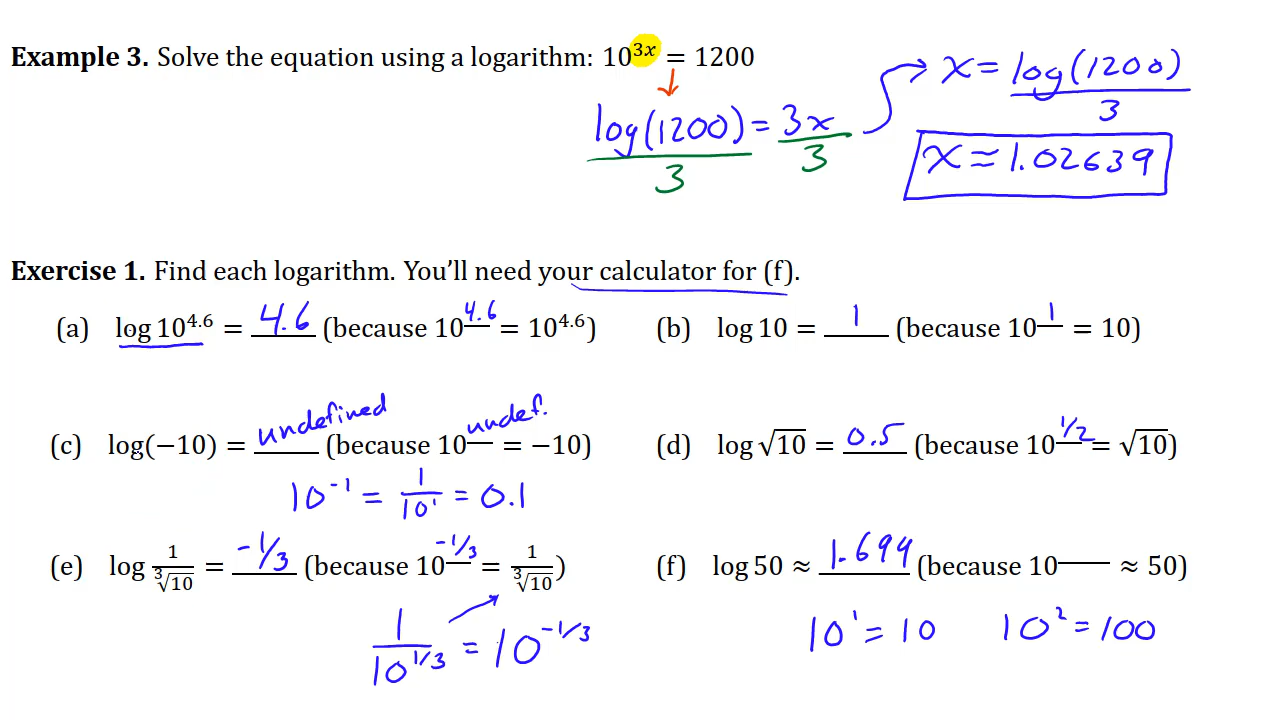 Example 3. Solve the equation using a logarithm: 10^{3x} = 1200
log(1200)/3 = 3x/3
x = log(1200)/3
x ≈ 1.02639
Exercise 1. Find each logarithm. You'll need your calculator for (f).
(a) log 10^{4.6} = 4.6 (because 10^{4.6} = 10^{4.6})
(b) log 10 = 1 (because 10^{1} = 10)
(c) log(−10) = undefined (because 10^{undef.} = −10)
10^{-1} = 1/10^{1} = 0.1
(d) log √10 = 0.5 (because 10^{1/2} = √10)
(e) log 1/∛10 = -1/3 (because 10^{-1/3} = 1/∛10)
1/10^{1/3} = 10^{-1/3}
(f) log 50 ≈ 1.699 (because 10^{___} ≈ 50)
10^{1} = 10 10^{2} = 100